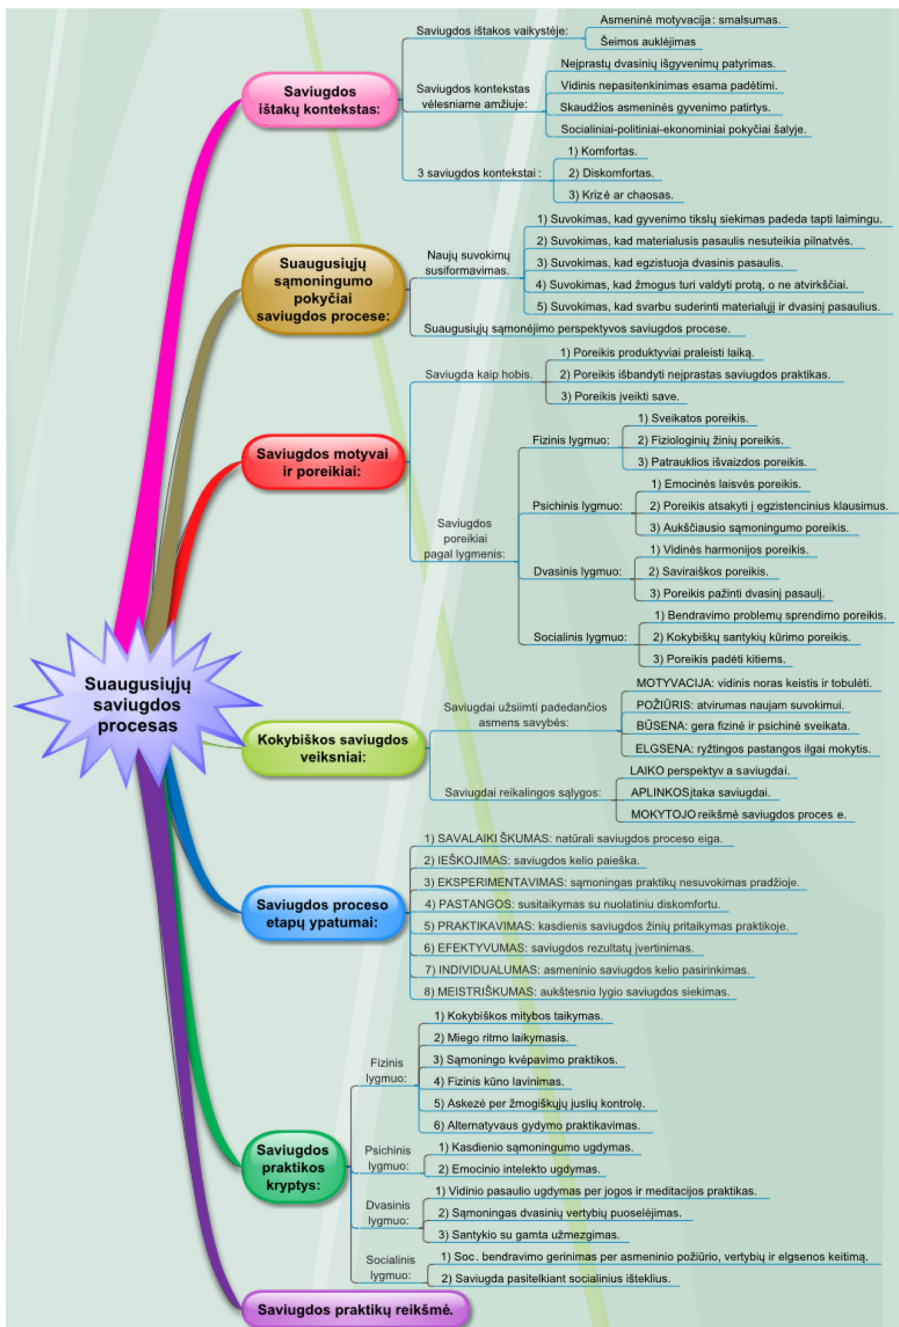 Suaugusiųjų
saviugdos
procesas
Saviugdos
ištakų kontekstas:
Saviugdos ištakos vaikystėje:
Asmeninė motyvacija: smalsumas.
Šeimos auklėjimas
Saviugdos kontekstas
vėlesniame amžiuje:
Neįprastų dvasinių išgyvenimų patyrimas.
Vidinis nepasitenkinimas esama padėtimi.
Skaudžios asmeninės gyvenimo patirtys.
Socialiniai-politiniai-ekonominiai pokyčiai šalyje.
3 saviugdos kontekstai :
1) Komfortas.
2) Diskomfortas.
3) Krizė ar chaosas.
Suaugusiųjų
sąmoningumo
pokyčiai
saviugdos procese:
Naujų suvokimų
susiformavimas.
1) Suvokimas, kad gyvenimo tikslų siekimas padeda tapti laimingu.
2) Suvokimas, kad materialusis pasaulis nesuteikia pilnatvės.
3) Suvokimas, kad egzistuoja dvasinis pasaulis.
4) Suvokimas, kad žmogus turi valdyti protą, o ne atvirkščiai.
5) Suvokimas, kad svarbu suderinti materialųjį ir dvasinį pasaulius.
Suaugusiųjų sąmonėjimo perspektyvos saviugdos procese.
Saviugdos motyvai
ir poreikiai:
Saviugda kaip hobis.
1) Poreikis produktyviai praleisti laiką.
2) Poreikis išbandyti neįprastas saviugdos praktikas.
3) Poreikis įveikti save.
Saviugdos
poreikiai
pagal lygmenis:
Fizinis lygmuo:
1) Sveikatos poreikis.
2) Fiziologinių žinių poreikis.
3) Patrauklios išvaizdos poreikis.
Psichinis lygmuo:
1) Emocinės laisvės poreikis.
2) Poreikis atsakyti į egzistencinius klausimus.
3) Aukščiausio sąmoningumo poreikis.
Dvasinis lygmuo:
1) Vidinės harmonijos poreikis.
2) Saviraiškos poreikis.
3) Poreikis pažinti dvasinį pasaulį.
Socialinis lygmuo:
1) Bendravimo problemų sprendimo poreikis.
2) Kokybiškų santykių kūrimo poreikis.
3) Poreikis padėti kitiems.
Kokybiškos saviugdos
veiksniai:
Saviugdai užsiimti padedančios
asmens savybės:
MOTYVACIJA: vidinis noras keistis ir tobulėti.
POŽIŪRIS: atvirumas naujam suvokimui.
BŪSENA: gera fizinė ir psichinė sveikata.
ELGSENA: ryžtingos pastangos ilgai mokytis.
Saviugdai reikalingos sąlygos:
LAIKO perspektyv a saviugdai.
APLINKOS įtaka saviugdai.
MOKYTOJO reikšmė saviugdos proces e.
Saviugdos proceso
etapų ypatumai:
1) SAVALAIKI ŠKUMAS: natūrali saviugdos proceso eiga.
2) IEŠKOJIMAS: saviugdos kelio paieška.
3) EKSPERIMENTAVIMAS: sąmoningas praktikų nesuvokimas pradžioje.
4) PASTANGOS: susitaikymas su nuolatiniu diskomfortu.
5) PRAKTIKAVIMAS: kasdienis saviugdos žinių pritaikymas praktikoje.
6) EFEKTYVUMAS: saviugdos rezultatų įvertinimas.
7) INDIVIDUALUMAS: asmeninio saviugdos kelio pasirinkimas.
8) MEISTRIŠKUMAS: aukštesnio lygio saviugdos siekimas.
Saviugdos
praktikos
kryptys:
Fizinis
lygmuo:
1) Kokybiškos mitybos taikymas.
2) Miego ritmo laikymasis.
3) Sąmoningo kvėpavimo praktikos.
4) Fizinis kūno lavinimas.
5) Askezė per žmogiškųjų juslių kontrolę.
6) Alternatyvaus gydymo praktikavimas.
Psichinis
lygmuo:
1) Kasdienio sąmoningumo ugdymas.
2) Emocinio intelekto ugdymas.
Dvasinis
lygmuo:
1) Vidinio pasaulio ugdymas per jogos ir meditacijos praktikas.
2) Sąmoningas dvasinių vertybių puoselėjimas.
3) Santykio su gamta užmezgimas.
Socialinis
lygmuo:
1) Soc. bendravimo gerinimas per asmeninio požiūrio, vertybių ir elgsenos keitimą.
2) Saviugda pasitelkiant socialinius išteklius.
Saviugdos praktikų reikšmė.